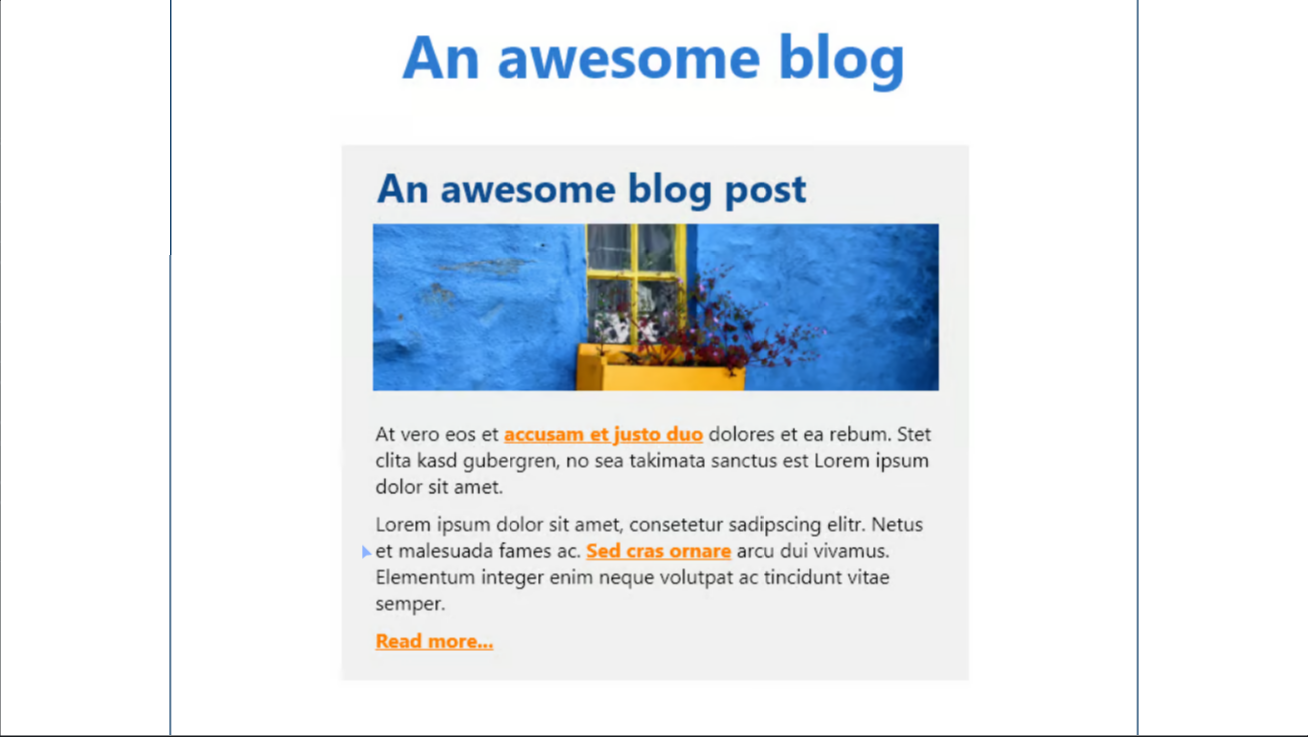 An awesome blog
An awesome blog post
At vero eos et accusam et justo duo dolores et ea rebum. Stet
clita kasd gubergren, no sea takimata sanctus est Lorem ipsum
dolor sit amet.
Lorem ipsum dolor sit amet, consetetur sadipscing elitr. Netus
et malesuada fames ac. Sed cras ornare arcu dui vivamus.
Elementum integer enim neque volutpat ac tincidunt vitae
semper.
Read more...